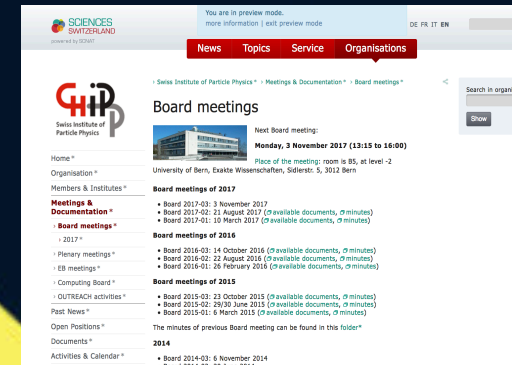 You are in preview mode.
more information | exit preview mode
DE FR IT EN
SCIENCES
SWITZERLAND
powered by SCNAT
News Topics Service Organisations
› Swiss Institute of Particle Physics* › Meetings & Documentation* › Board meetings*
Search in organi
Show
CHiPP
Swiss Institute of
Particle Physics
Board meetings
Next Board meeting:
Monday, 3 November 2017 (13:15 to 16:00)
Place of the meeting: room is B5, at level -2
University of Bern, Exakte Wissenschaften, Sidlerstr. 5, 3012 Bern
Home*
Organisation*
Members & Institutes*
Meetings &
Documentation*
› Board meetings*
› 2017*
› Plenary meetings*
› EB meetings*
› Computing Board*
› OUTREACH activities*
Past News*
Open Positions*
Documents*
Activities & Calendar*
Board meetings of 2017
• Board 2017-03: 3 November 2017
• Board 2017-02: 21 August 2017 (available documents, minutes)
• Board 2017-01: 10 March 2017 (available documents, minutes)
Board meetings of 2016
• Board 2016-03: 14 October 2016 (available documents, minutes)
• Board 2016-02: 22 August 2016 (available documents, minutes)
• Board 2016-01: 26 February 2016 (available documents, minutes)
Board meetings of 2015
• Board 2015-03: 23 October 2015 (available documents, minutes)
• Board 2015-02: 29/30 June 2015 (available documents, minutes)
• Board 2015-01: 6 March 2015 (available documents, minutes)
The minutes of previous Board meeting can be found in this folder*
2014
• Board 2014-03: 6 November 2014